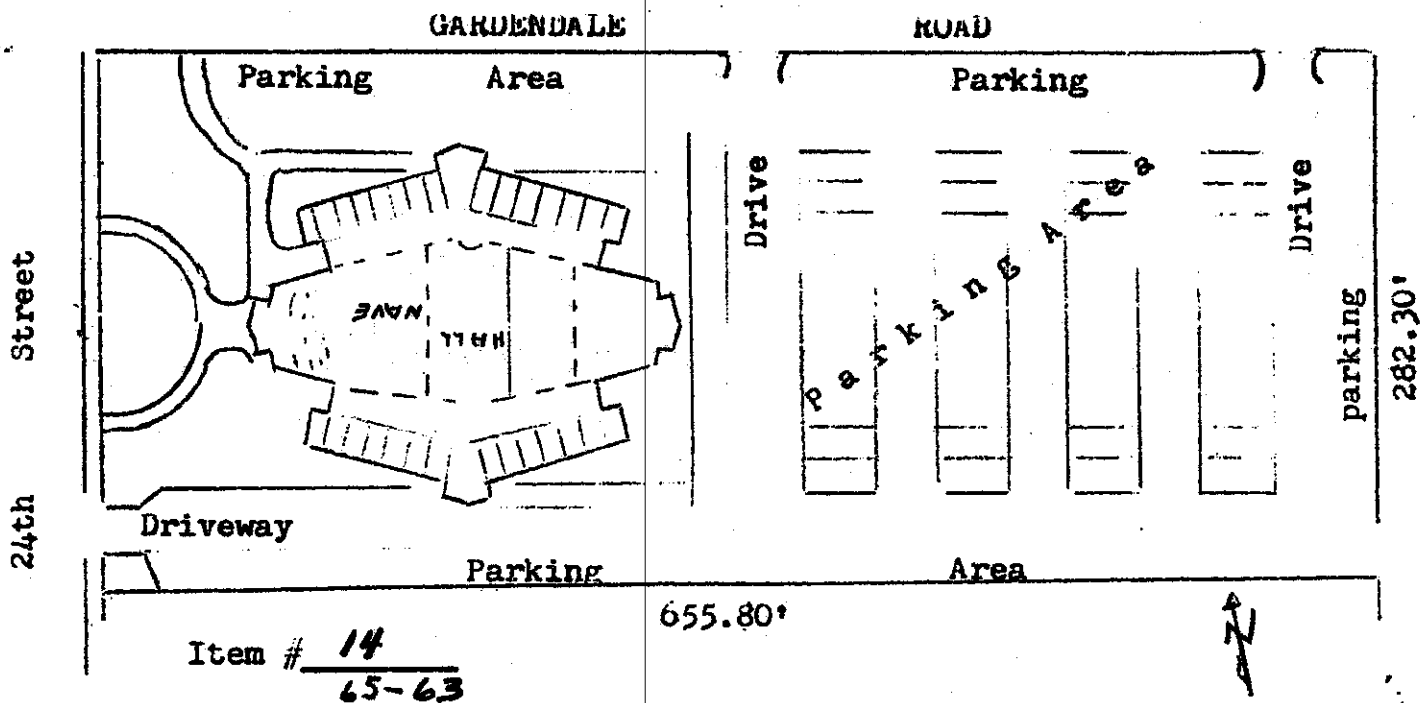 GARDENDALE ROAD
Parking Area
Parking
Drive
Drive
Parking Area
NAVE
HALL
24th Street
parking
282.30'
Driveway
Parking Area
655.80'
N
Item # 14
65-63